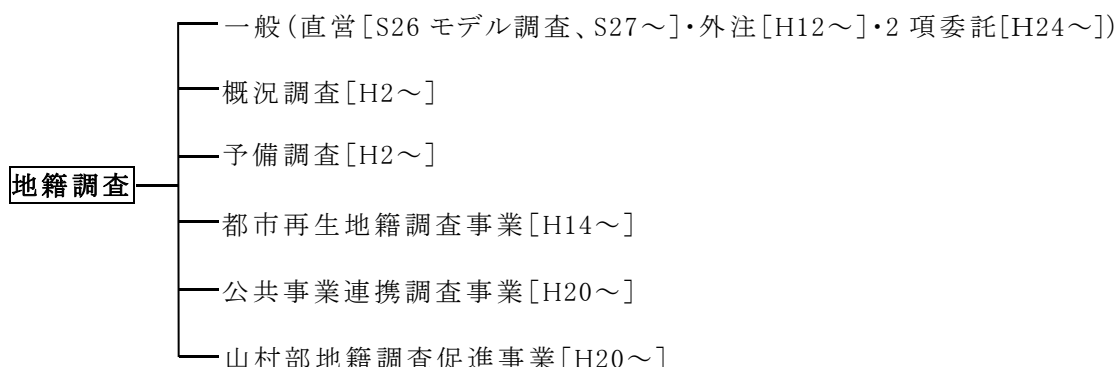 一般(直営[S26 モデル調査、S27～]・外注[H12～]・2 項委託[H24～])
概況調査[H2～]
予備調査[H2～]
地籍調査
都市再生地籍調査事業[H14～]
公共事業連携調査事業[H20～]
山村部地籍調査促進事業[H20～]